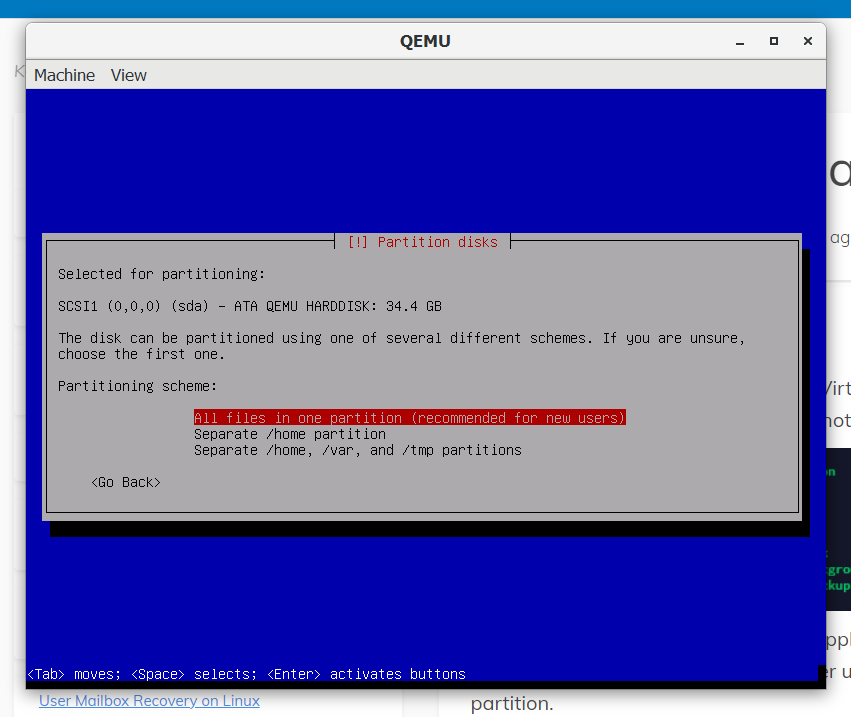 QEMU
Machine View
[!] Partition disks
Selected for partitioning:
SCSI1 (0,0,0) (sda) - ATA QEMU HARDDISK: 34.4 GB
The disk can be partitioned using one of several different schemes. If you are unsure,
choose the first one.
Partitioning scheme:
All files in one partition (recommended for new users)
Separate /home partition
Separate /home, /var, and /tmp partitions
<Go Back>
<Tab> moves; <Space> selects; <Enter> activates buttons
User Mailbox Recovery on Linux
partition.